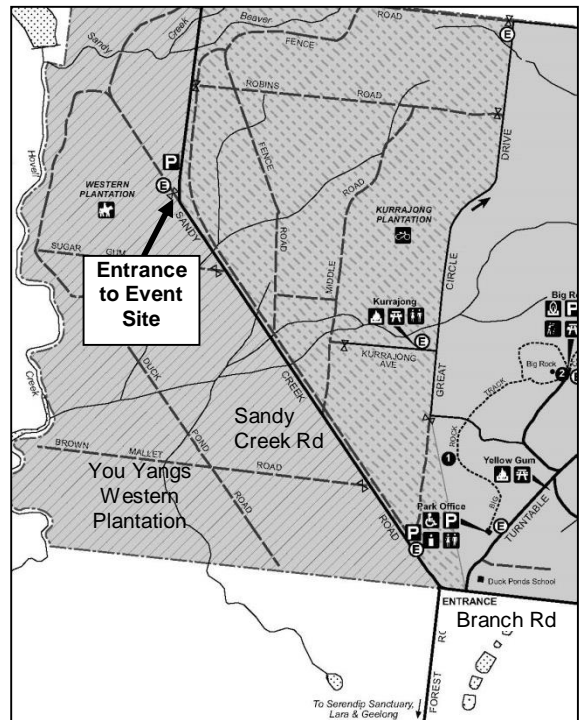 Sandy
Creek
Beaver
ROAD
E
FENCE
ROBINS
ROAD
DRIVE
Hovell
Creek
P
WESTERN
PLANTATION
E
SANDY
FENCE
ROAD
ROAD
MIDDLE
KURRAJONG
PLANTATION
SUGAR
GUM
Entrance
to Event
Site
CIRCLE
Kurrajong
E
KURRAJONG
AVE
GREAT
P
Big Rock
2
TRACK
ROCK
BIG
1
DUCK
POND
ROAD
CREEK
ROAD
Sandy
Creek Rd
BROWN
MALLET
ROAD
You Yangs
Western
Plantation
Yellow Gum
Park Office
P
P
E
E
TURNTABLE
Duck Ponds School
ENTRANCE
Branch Rd
FOREST
To Serendip Sanctuary,
Lara & Geelong